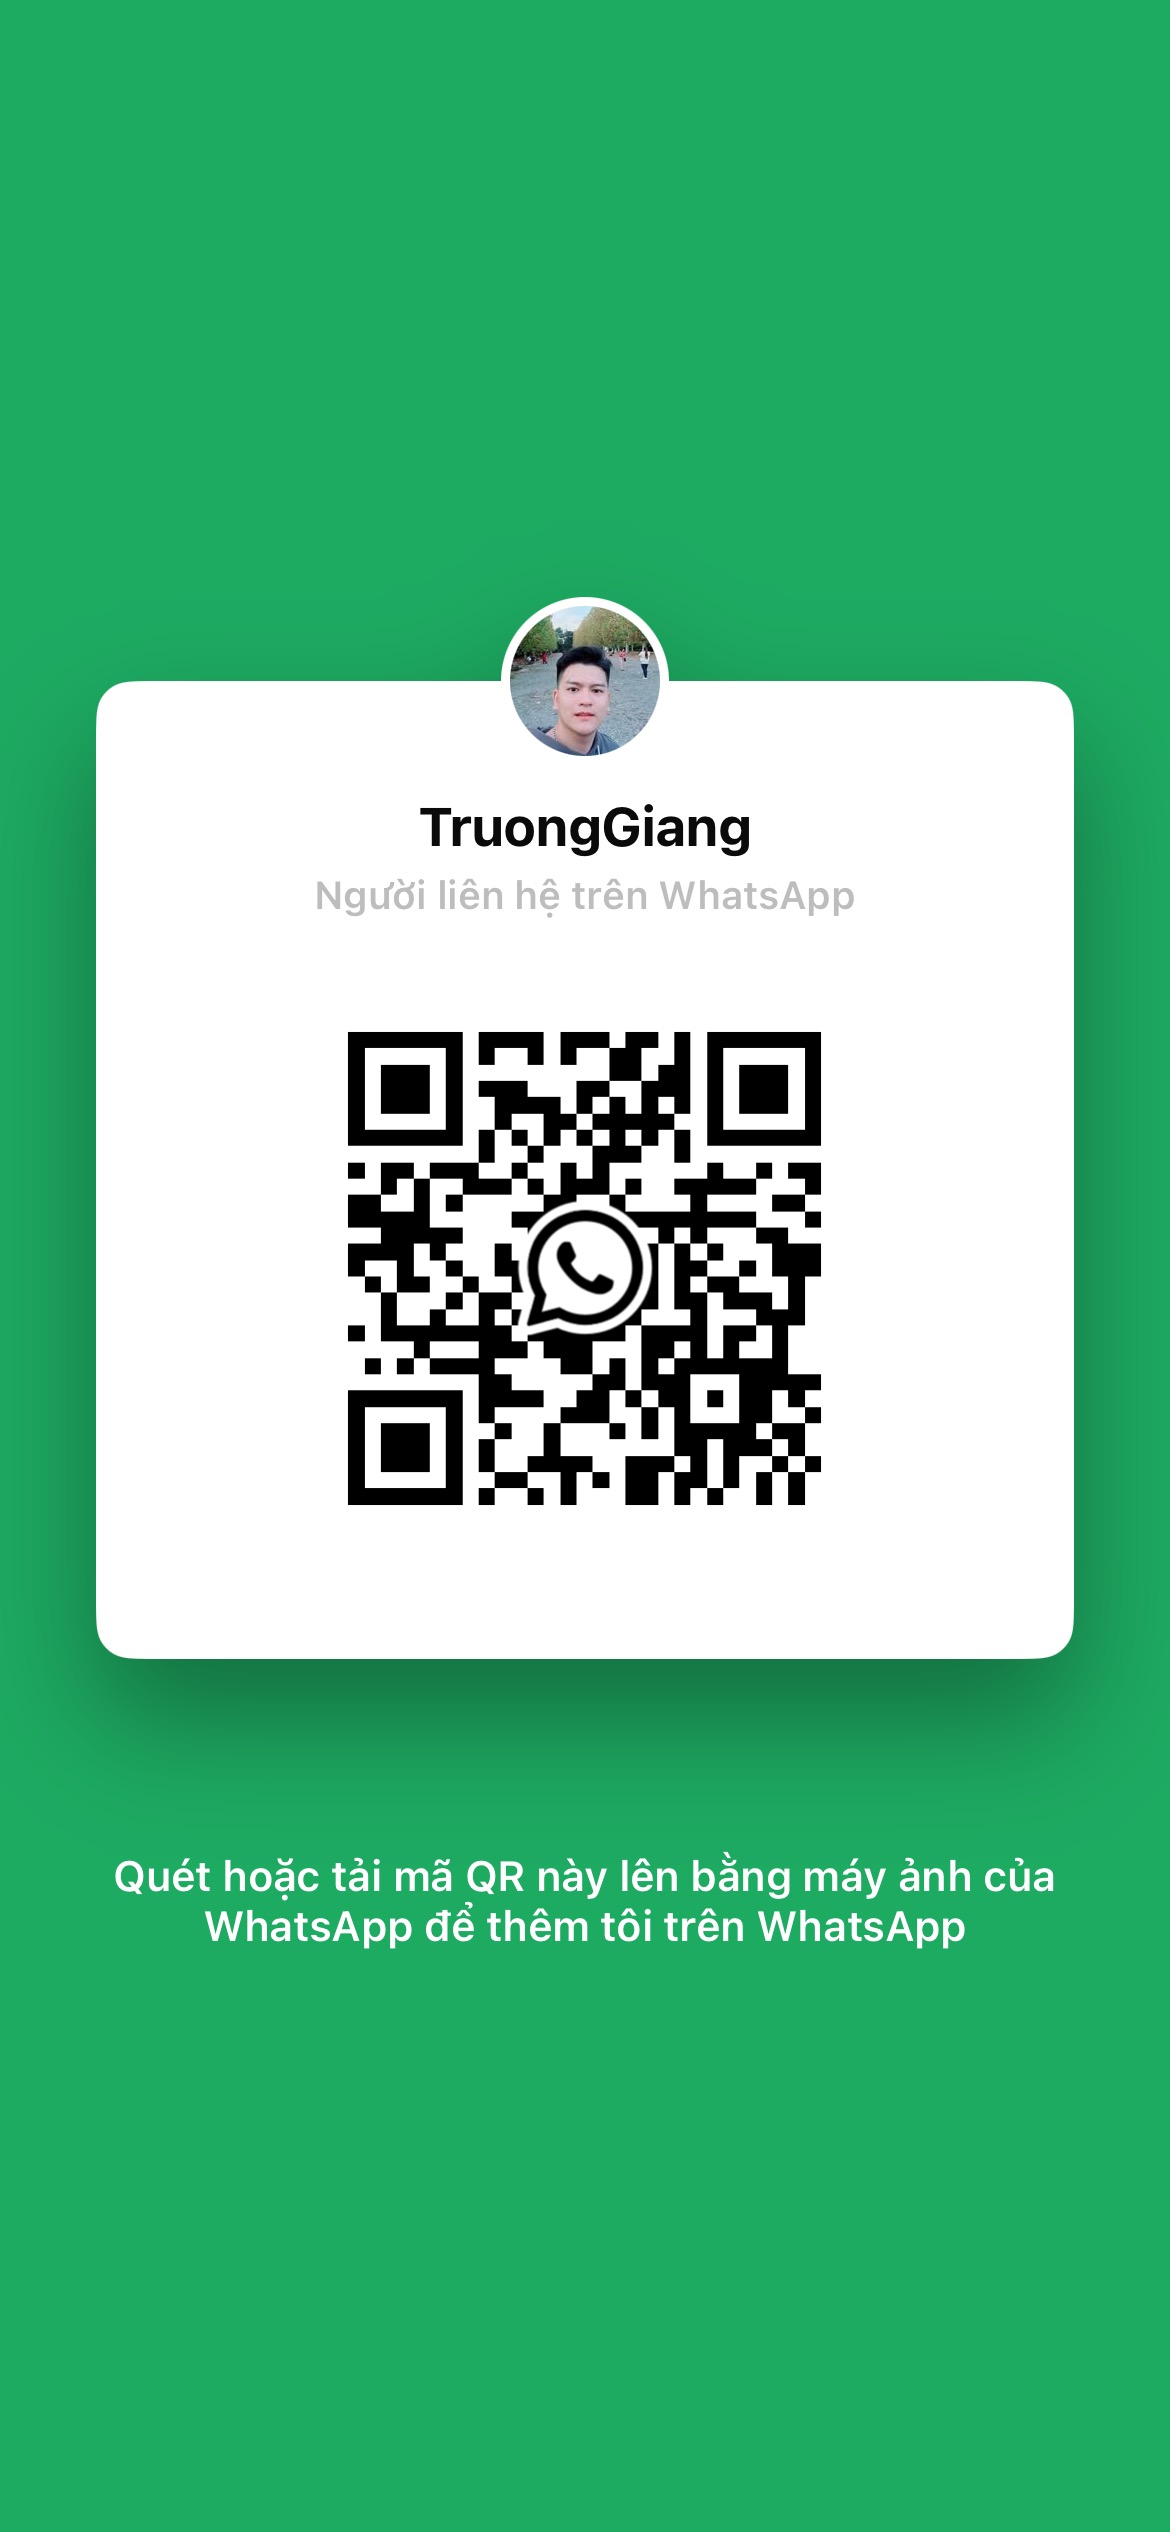 TruongGiang
Người liên hệ trên WhatsApp
Quét hoặc tải mã QR này lên bằng máy ảnh của
WhatsApp để thêm tôi trên WhatsApp